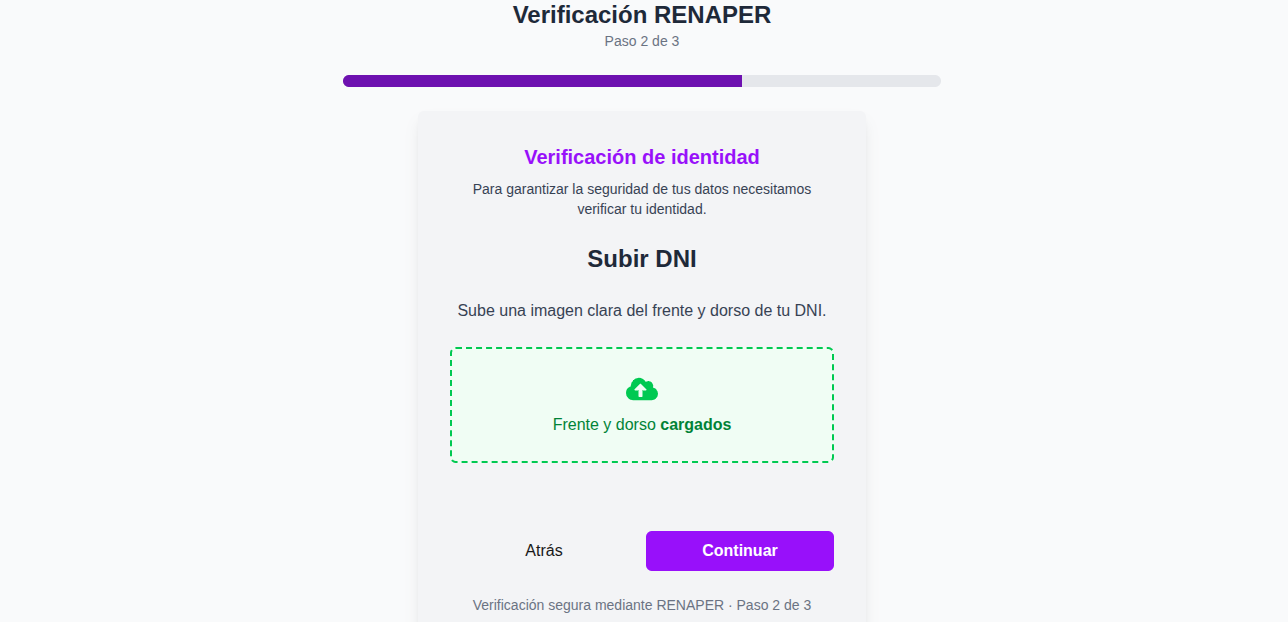 Verificación RENAPER
Paso 2 de 3
Verificación de identidad
Para garantizar la seguridad de tus datos necesitamos
verificar tu identidad.
Subir DNI
Sube una imagen clara del frente y dorso de tu DNI.
Frente y dorso cargados
Atrás
Continuar
Verificación segura mediante RENAPER · Paso 2 de 3